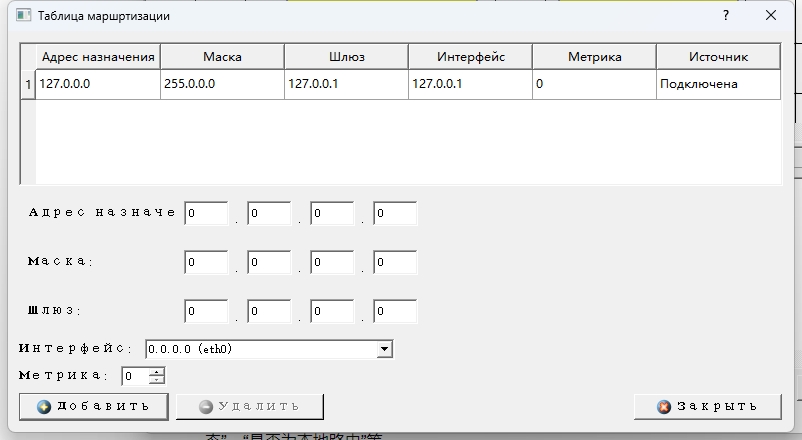 Таблица маршртизации
Адрес назначения Маска Шлюз Интерфейс Метрика Источник
1 127.0.0.0 255.0.0.0 127.0.0.1 127.0.0.1 0 Подключена
Адрес назначе 0 . 0 . 0 . 0
Маска: 0 . 0 . 0 . 0
Шлюз: 0 . 0 . 0 . 0
Интерфейс: 0.0.0.0 (eth0)
Метрика: 0
Добавить Удалить Закрыть